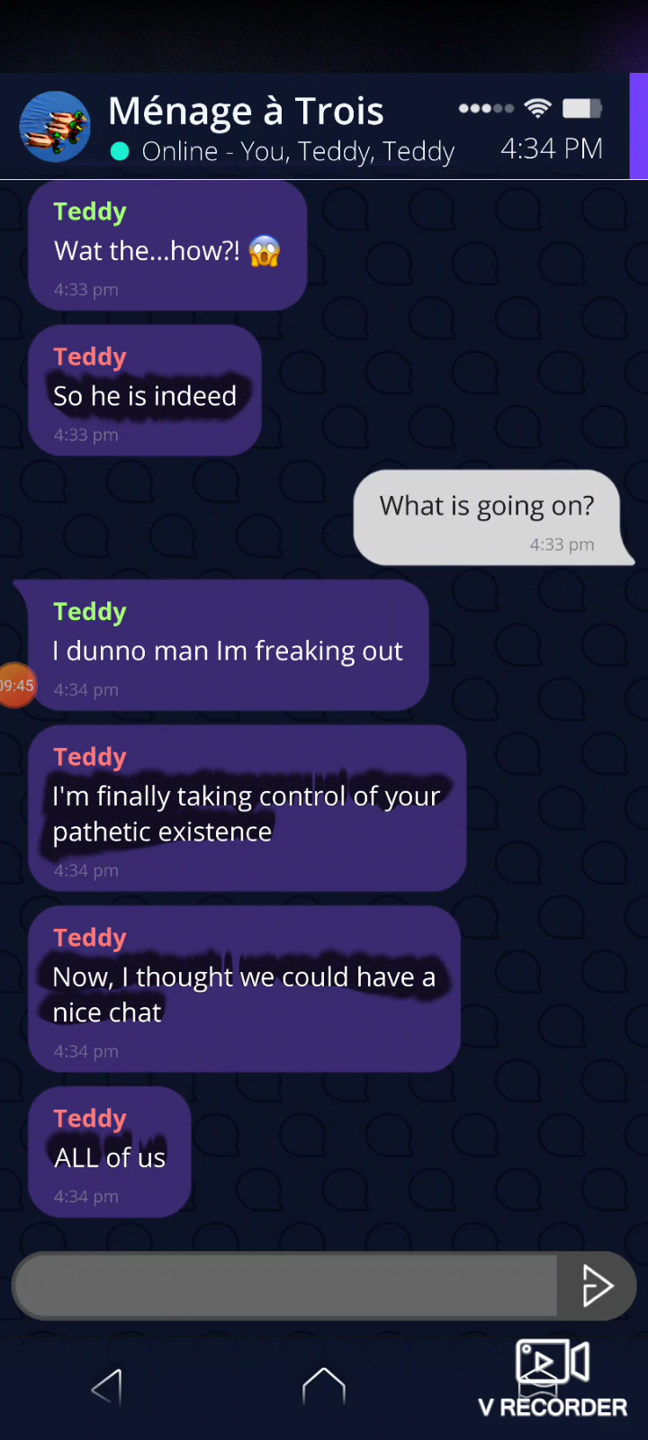 Ménage à Trois
Online - You, Teddy, Teddy
4:34 PM
Teddy
Wat the...how?! 😱
4:33 pm
Teddy
So he is indeed
4:33 pm
What is going on?
4:33 pm
Teddy
I dunno man Im freaking out
4:34 pm
09:45
Teddy
I'm finally taking control of your
pathetic existence
4:34 pm
Teddy
Now, I thought we could have a
nice chat
4:34 pm
Teddy
ALL of us
4:34 pm
V RECORDER